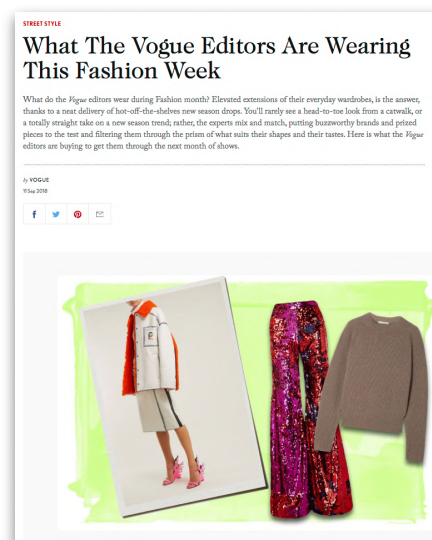 STREET STYLE
What The Vogue Editors Are Wearing
This Fashion Week
What do the Vogue editors wear during Fashion month? Elevated extensions of their everyday wardrobes, is the answer,
thanks to a neat delivery of hot-off-the-shelves new season drops. You'll rarely see a head-to-toe look from a catwalk, or
a totally straight take on a new season trend; rather, the experts mix and match, putting buzzworthy brands and prized
pieces to the test and filtering them through the prism of what suits their shapes and their tastes. Here is what the Vogue
editors are buying to get them through the next month of shows.
by VOGUE
11 Sep 2018